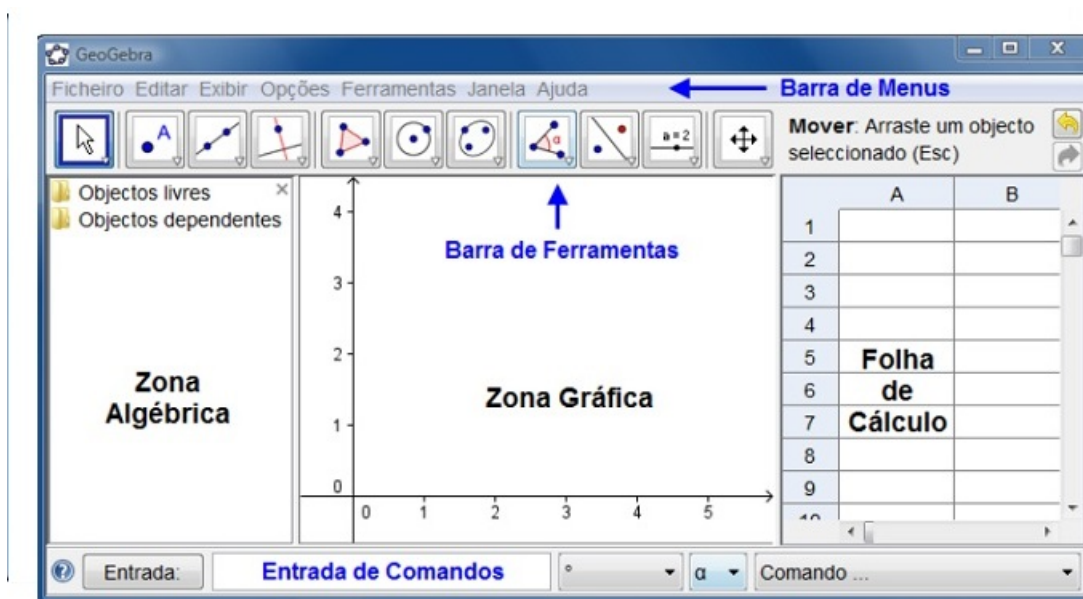 GeoGebra
Ficheiro Editar Exibir Opções Ferramentas Janela Ajuda
Barra de Menus
A
α
a=2
Mover: Arraste um objecto
seleccionado (Esc)
Objectos livres
Objectos dependentes
Zona
Algébrica
Barra de Ferramentas
Zona Gráfica
4
3
2
1
0
0 1 2 3 4 5
A B
1
2
3
4
5
6
7
8
9
10
Folha
de
Cálculo
Entrada:
Entrada de Comandos
°
α
Comando ...